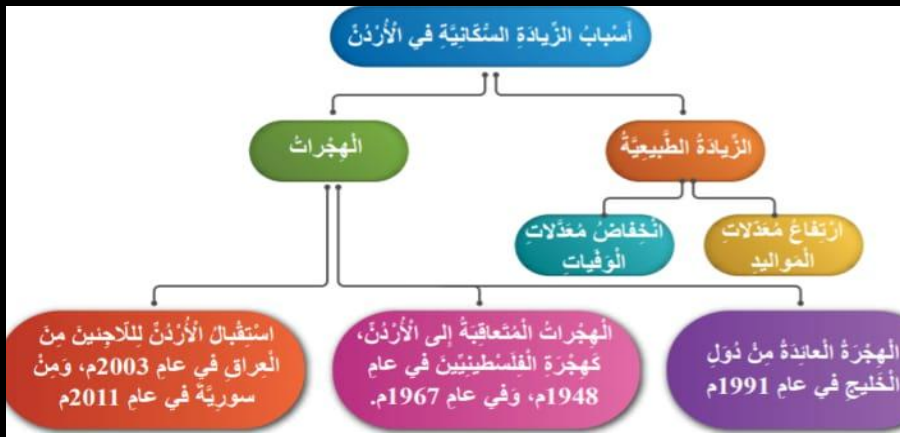 أَسْبابُ الزِّيادَةِ السُّكّانِيَّةِ في الْأُرْدُنِّ
الزِّيادَةُ الطَّبيعِيَّةُ
الْهِجْراتُ
ارْتِفاعُ مُعَدَّلاتِ
الْمَواليدِ
انْخِفاضُ مُعَدَّلاتِ
الْوَفَياتِ
الْهِجْرَةُ الْعائِدَةُ مِنْ دُوَلِ
الْخَليجِ في عامِ 1991م
الْهِجْراتُ الْمُتَعاقِبَةُ إِلى الْأُرْدُنِّ،
كَهِجْرَةِ الْفِلَسْطينِيّينَ في عامِ
1948م، وَفي عامِ 1967م.
اسْتِقْبالُ الْأُرْدُنِّ لِلّاجِئينَ مِنَ
الْعِراقِ في عامِ 2003م، وَمِنْ
سورِيَّةَ في عامِ 2011م